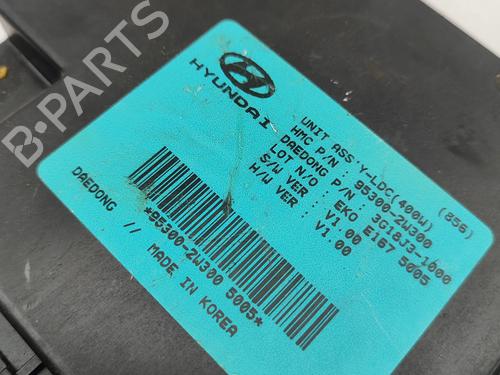 B-PARTS
HYUNDAI
UNIT ASS'Y-LDC(400W) (856)
HMC P/N : 95300-2W300
DAEDONG P/N : 3G18J3-1000
LOT N/O : EKO E167 5005
S/W VER : V1.00
H/W VER : V1.00
*95300-2W300 5005*
DAEDONG // MADE IN KOREA